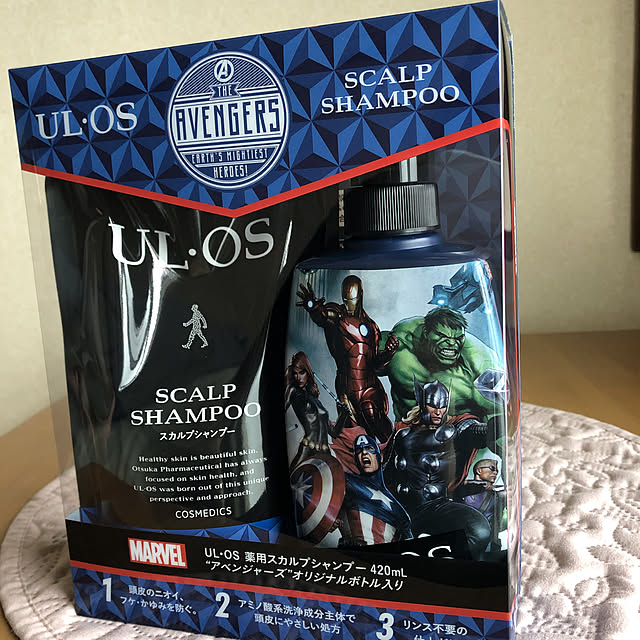 UL·OS
Ⓐ
THE
AVENGERS
EARTH'S MIGHTIEST
HEROES!
SCALP
SHAMPOO
UL·OS
SCALP
SHAMPOO
スカルプシャンプー
Healthy skin is beautiful skin.
Otsuka Pharmaceutical has always
focused on skin health, and
UL·OS was born out of this unique
perspective and approach.
COSMEDICS
OS
MARVEL
UL·OS 薬用スカルプシャンプー 420mL
“アベンジャーズ”オリジナルボトル入り
1 頭皮のニオイ、
フケ・かゆみを防ぐ。
2 アミノ酸系洗浄成分主体で
頭皮にやさしい処方
3 リンス不要の